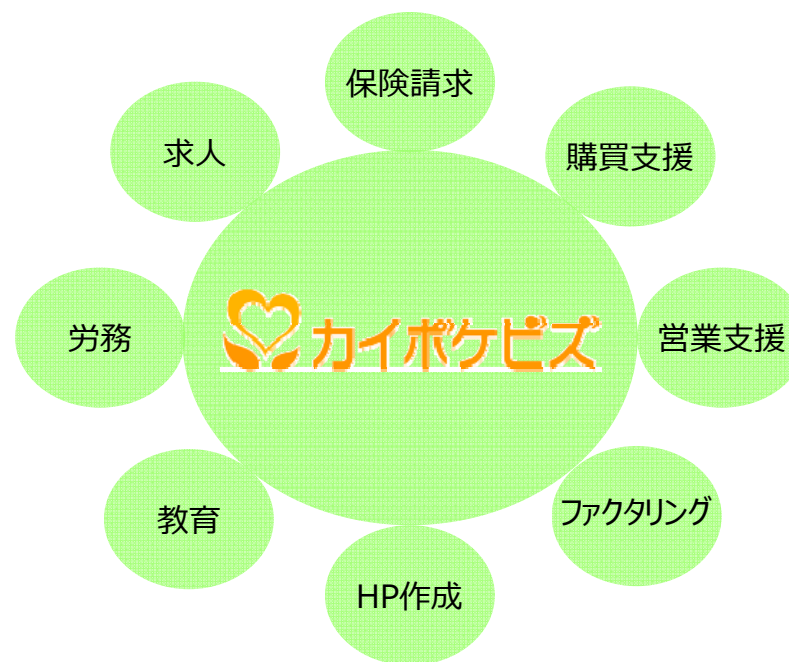 保険請求
求人
購買支援
カイポケビズ
労務
営業支援
教育
ファクタリング
HP作成